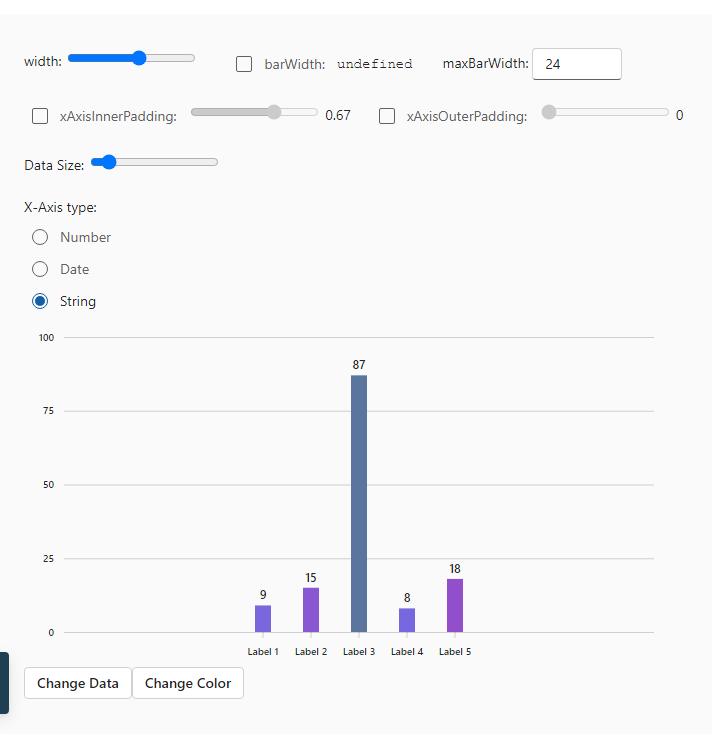 width: barWidth: undefined maxBarWidth: 24
xAxisInnerPadding: 0.67 xAxisOuterPadding: 0
Data Size:
X-Axis type:
Number
Date
String
100
87
75
50
25
18
15
9
8
0
Label 1 Label 2 Label 3 Label 4 Label 5
Change Data Change Color